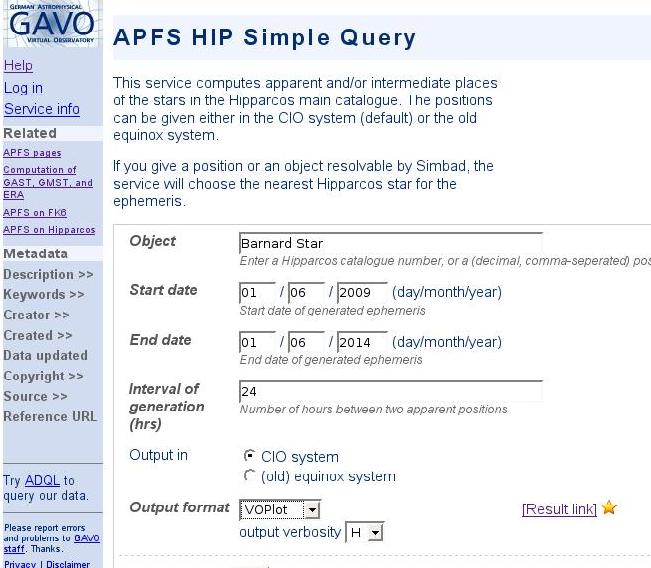 GERMAN ASTROPHYSICAL
GAVO
VIRTUAL OBSERVATORY
Help
Log in
Service info
Related
APFS pages
Computation of
GAST, GMST, and
ERA
APFS on FK6
APFS on Hipparcos
Metadata
Description >>
Keywords >>
Creator >>
Created >>
Data updated
Copyright >>
Source >>
Reference URL
Try ADQL to
query our data.
Please report errors
and problems to GAVO
staff. Thanks.
Privacy | Disclaimer
APFS HIP Simple Query
This service computes apparent and/or intermediate places
of the stars in the Hipparcos main catalogue. The positions
can be given either in the CIO system (default) or the old
equinox system.
If you give a position or an object resolvable by Simbad, the
service will choose the nearest Hipparcos star for the
ephemeris.
Object Barnard Star
Enter a Hipparcos catalogue number, or a (decimal, comma-seperated) pos
Start date 01 / 06 / 2009 (day/month/year)
Start date of generated ephemeris
End date 01 / 06 / 2014 (day/month/year)
End date of generated ephemeris
Interval of 24
generation Number of hours between two apparent positions
(hrs)
Output in CIO system
(old) equinox system
Output format VOPlot [Result link]
output verbosity H